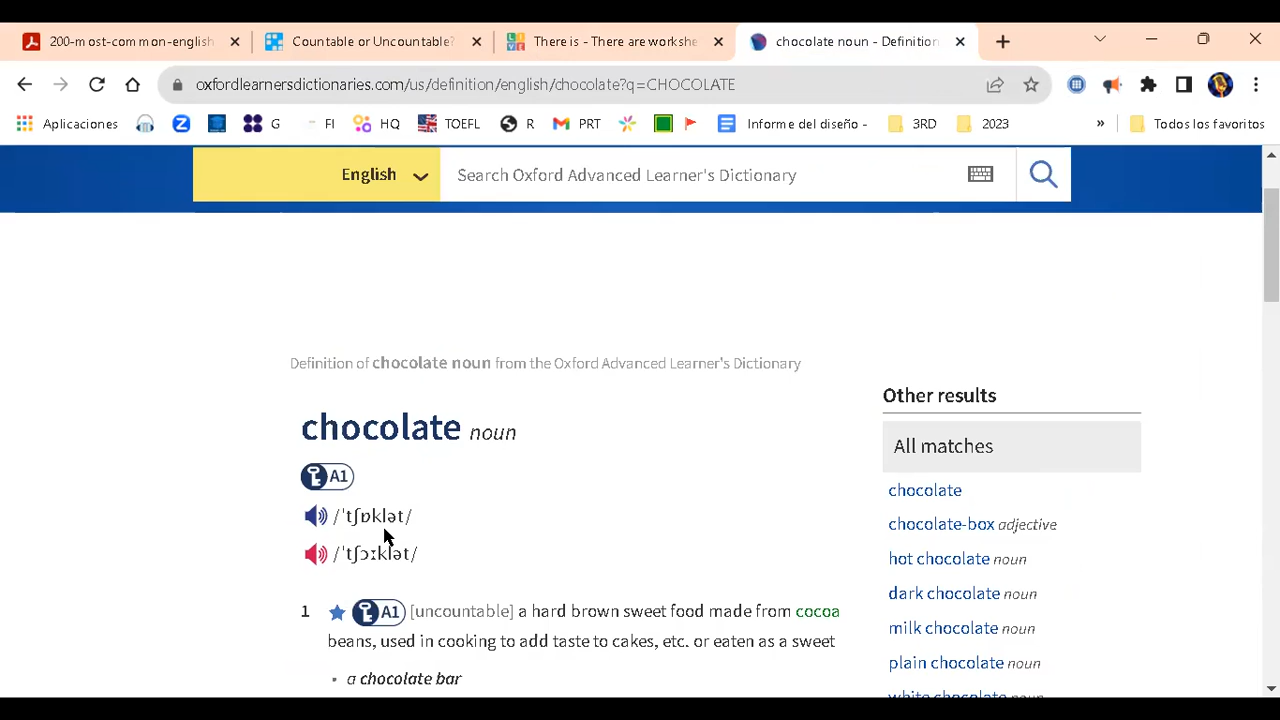 200-most-common-english
Countable or Uncountable?
There is - There are workshe
chocolate noun - Definition
oxfordlearnersdictionaries.com/us/definition/english/chocolate?q=CHOCOLATE
Aplicaciones G FI HQ TOEFL R PRT Informe del diseño - 3RD 2023 » Todos los favoritos
English
Search Oxford Advanced Learner's Dictionary
Definition of chocolate noun from the Oxford Advanced Learner's Dictionary
chocolate noun
A1
/ˈtʃɒklət/
/ˈtʃɔːklət/
1 A1 [uncountable] a hard brown sweet food made from cocoa
beans, used in cooking to add taste to cakes, etc. or eaten as a sweet
• a chocolate bar
Other results
All matches
chocolate
chocolate-box adjective
hot chocolate noun
dark chocolate noun
milk chocolate noun
plain chocolate noun
white chocolate noun